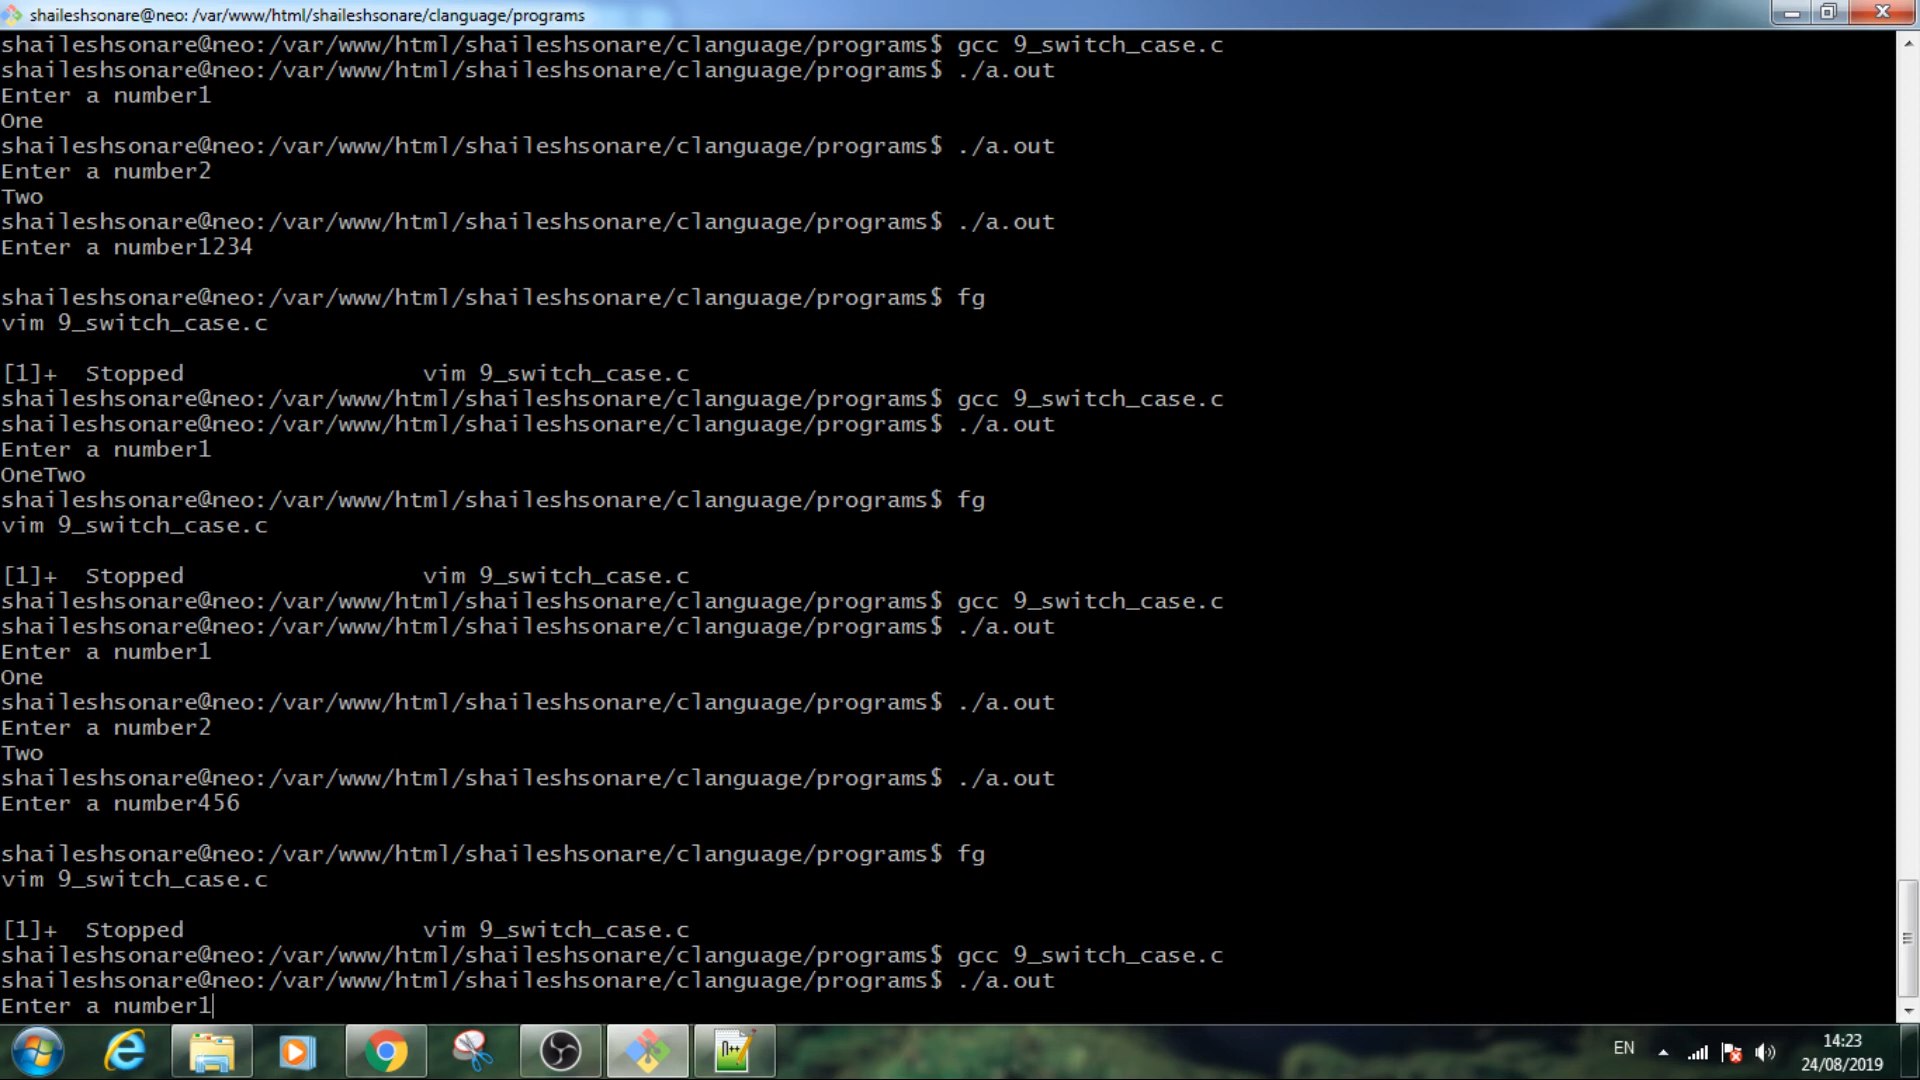 shaileshsonare@neo: /var/www/html/shaileshsonare/clanguage/programs
shaileshsonare@neo:/var/www/html/shaileshsonare/clanguage/programs$ gcc 9_switch_case.c
shaileshsonare@neo:/var/www/html/shaileshsonare/clanguage/programs$ ./a.out
Enter a number1
One
shaileshsonare@neo:/var/www/html/shaileshsonare/clanguage/programs$ ./a.out
Enter a number2
Two
shaileshsonare@neo:/var/www/html/shaileshsonare/clanguage/programs$ ./a.out
Enter a number1234
shaileshsonare@neo:/var/www/html/shaileshsonare/clanguage/programs$ fg
vim 9_switch_case.c
[1]+  Stopped                 vim 9_switch_case.c
shaileshsonare@neo:/var/www/html/shaileshsonare/clanguage/programs$ gcc 9_switch_case.c
shaileshsonare@neo:/var/www/html/shaileshsonare/clanguage/programs$ ./a.out
Enter a number1
OneTwo
shaileshsonare@neo:/var/www/html/shaileshsonare/clanguage/programs$ fg
vim 9_switch_case.c
[1]+  Stopped                 vim 9_switch_case.c
shaileshsonare@neo:/var/www/html/shaileshsonare/clanguage/programs$ gcc 9_switch_case.c
shaileshsonare@neo:/var/www/html/shaileshsonare/clanguage/programs$ ./a.out
Enter a number1
One
shaileshsonare@neo:/var/www/html/shaileshsonare/clanguage/programs$ ./a.out
Enter a number2
Two
shaileshsonare@neo:/var/www/html/shaileshsonare/clanguage/programs$ ./a.out
Enter a number456
shaileshsonare@neo:/var/www/html/shaileshsonare/clanguage/programs$ fg
vim 9_switch_case.c
[1]+  Stopped                 vim 9_switch_case.c
shaileshsonare@neo:/var/www/html/shaileshsonare/clanguage/programs$ gcc 9_switch_case.c
shaileshsonare@neo:/var/www/html/shaileshsonare/clanguage/programs$ ./a.out
Enter a number1
EN
14:23
24/08/2019